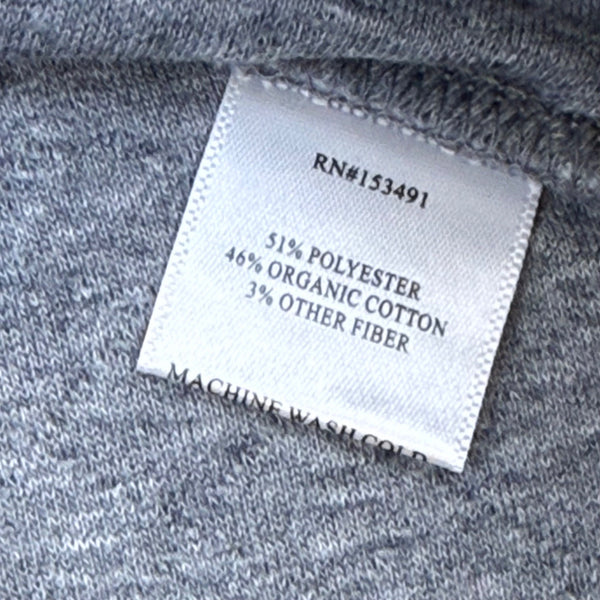 RN#153491
51% POLYESTER
46% ORGANIC COTTON
3% OTHER FIBER
MACHINE WASH COLD